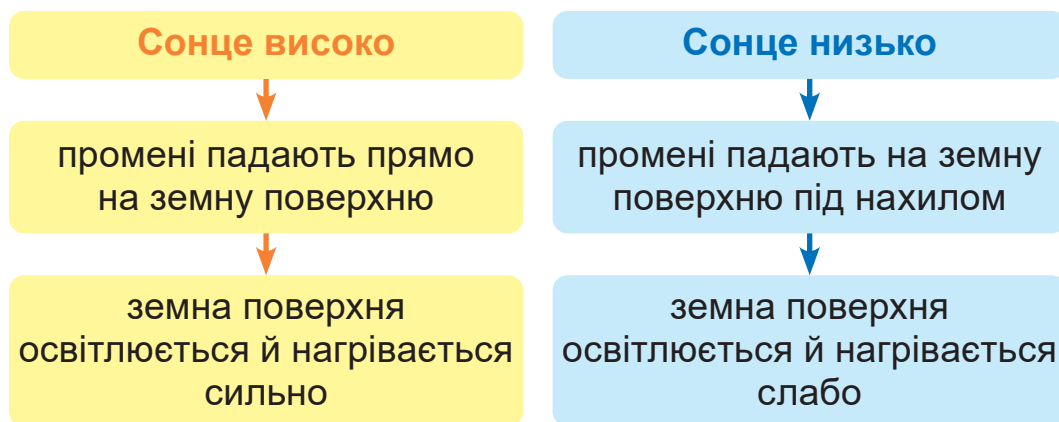 Сонце високо
промені падають прямо
на земну поверхню
земна поверхня
освітлюється й нагрівається
сильно
Сонце низько
промені падають на земну
поверхню під нахилом
земна поверхня
освітлюється й нагрівається
слабо